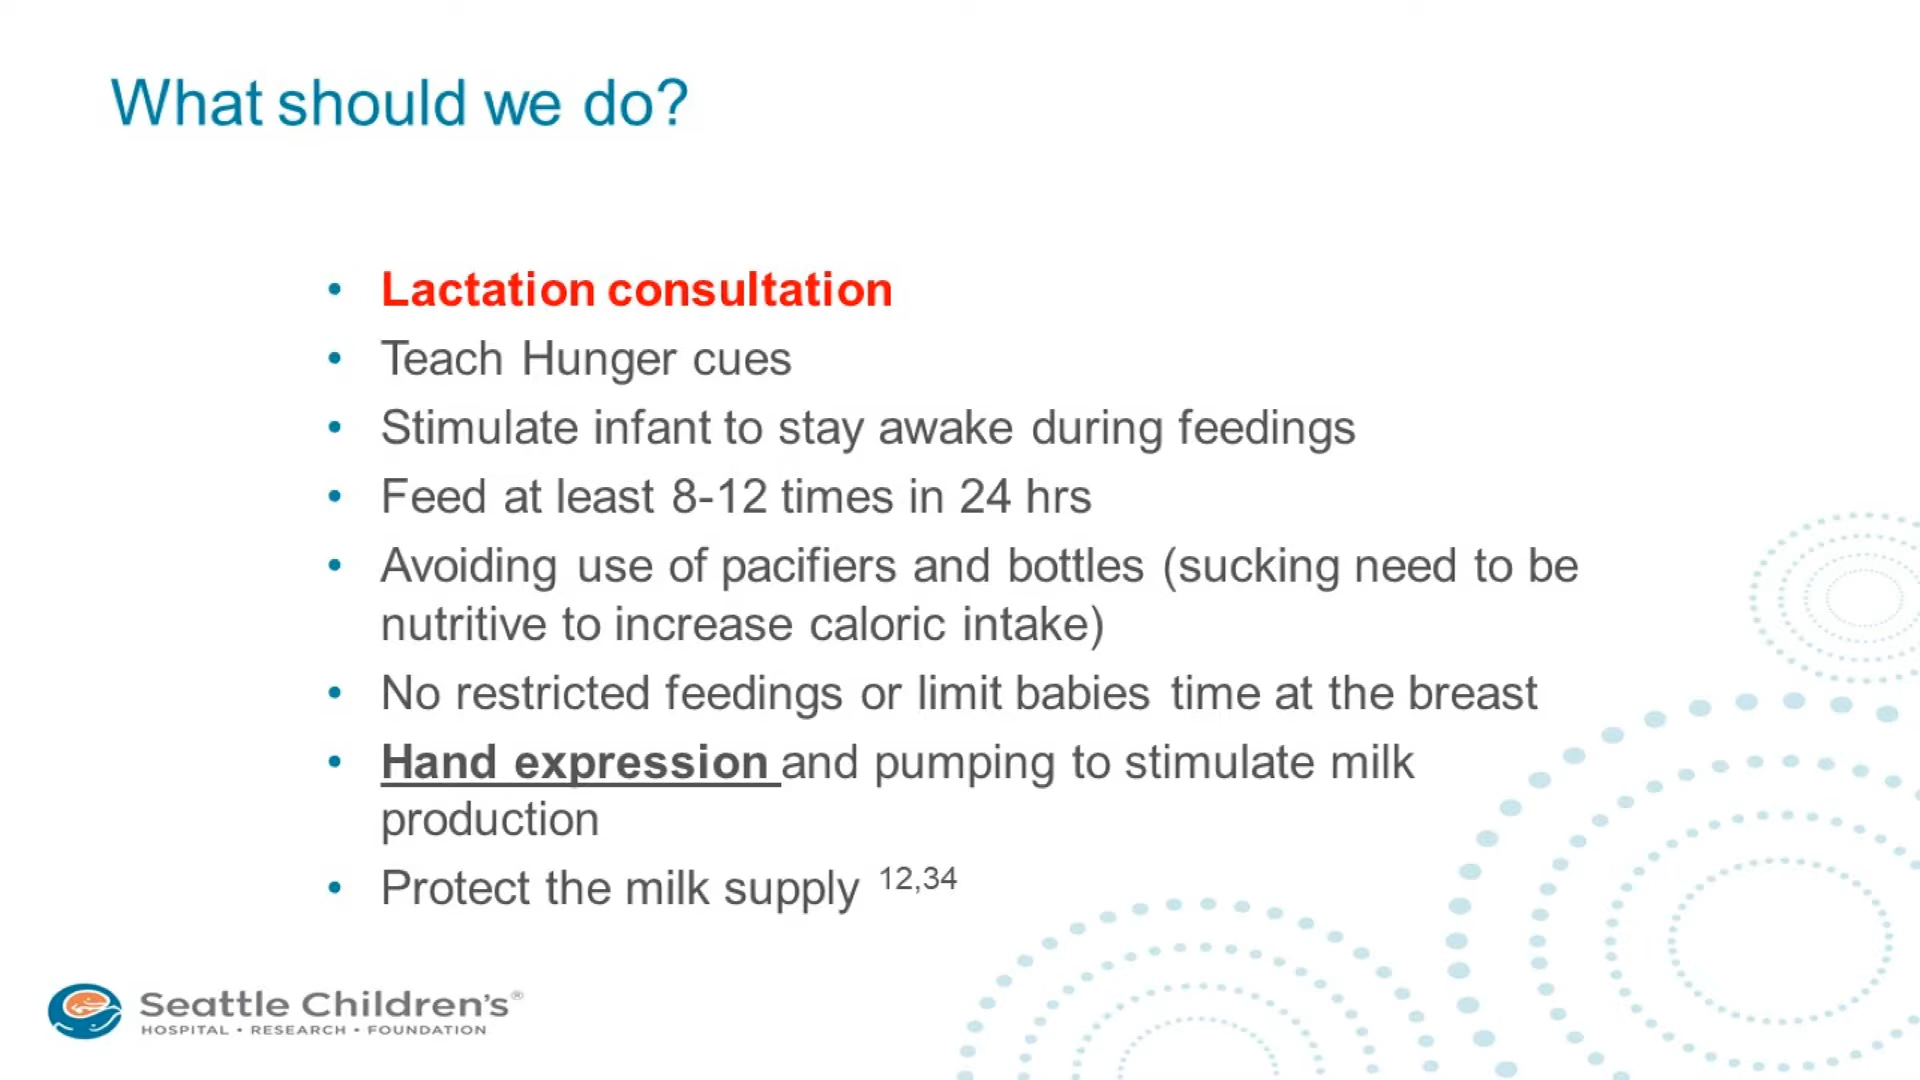 What should we do?
• Lactation consultation
• Teach Hunger cues
• Stimulate infant to stay awake during feedings
• Feed at least 8-12 times in 24 hrs
• Avoiding use of pacifiers and bottles (sucking need to be
nutritive to increase caloric intake)
• No restricted feedings or limit babies time at the breast
• Hand expression and pumping to stimulate milk
production
• Protect the milk supply 12,34
Seattle Children's®
HOSPITAL • RESEARCH • FOUNDATION